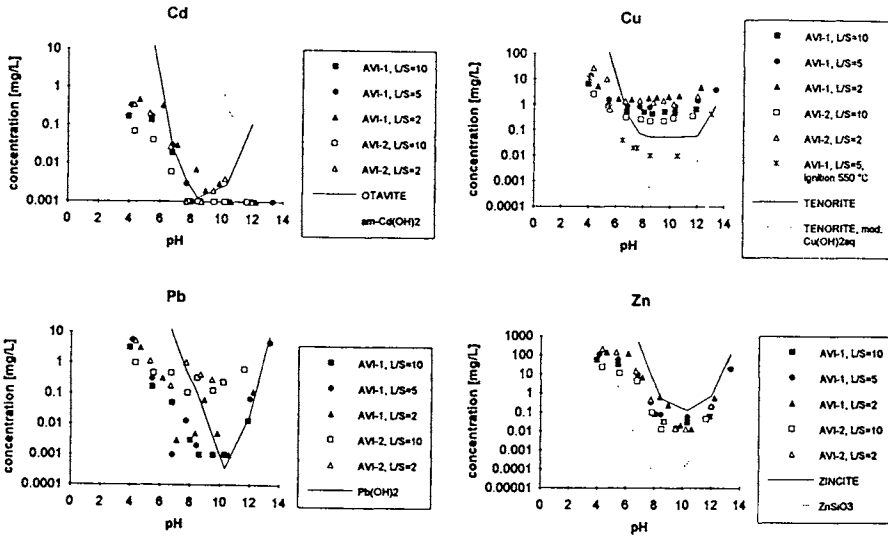 Cd
concentration [mg/L]
10
1
0.1
0.01
0.001
0 2 4 6 8 10 12 14
pH
AVI-1, L/S=10
AVI-1, L/S=5
AVI-1, L/S=2
AVI-2, L/S=10
AVI-2, L/S=2
OTAVITE
am-Cd(OH)2
Cu
concentration [mg/L]
100
10
1
0.1
0.01
0.001
0.0001
0 2 4 6 8 10 12 14
pH
AVI-1, L/S=10
AVI-1, L/S=5
AVI-1, L/S=2
AVI-2, L/S=10
AVI-2, L/S=2
AVI-1, L/S=5,
Ignition 550 °C
TENORITE
TENORITE, mod.
Cu(OH)2aq
Pb
concentration [mg/L]
10
1
0.1
0.01
0.001
0.0001
0 2 4 6 8 10 12 14
pH
AVI-1, L/S=10
AVI-1, L/S=5
AVI-1, L/S=2
AVI-2, L/S=10
AVI-2, L/S=2
Pb(OH)2
Zn
concentration [mg/L]
1000
100
10
1
0.1
0.01
0.001
0.0001
0.00001
0 2 4 6 8 10 12 14
pH
AVI-1, L/S=10
AVI-1, L/S=5
AVI-1, L/S=2
AVI-2, L/S=10
AVI-2, L/S=2
ZINCITE
ZnSiO3